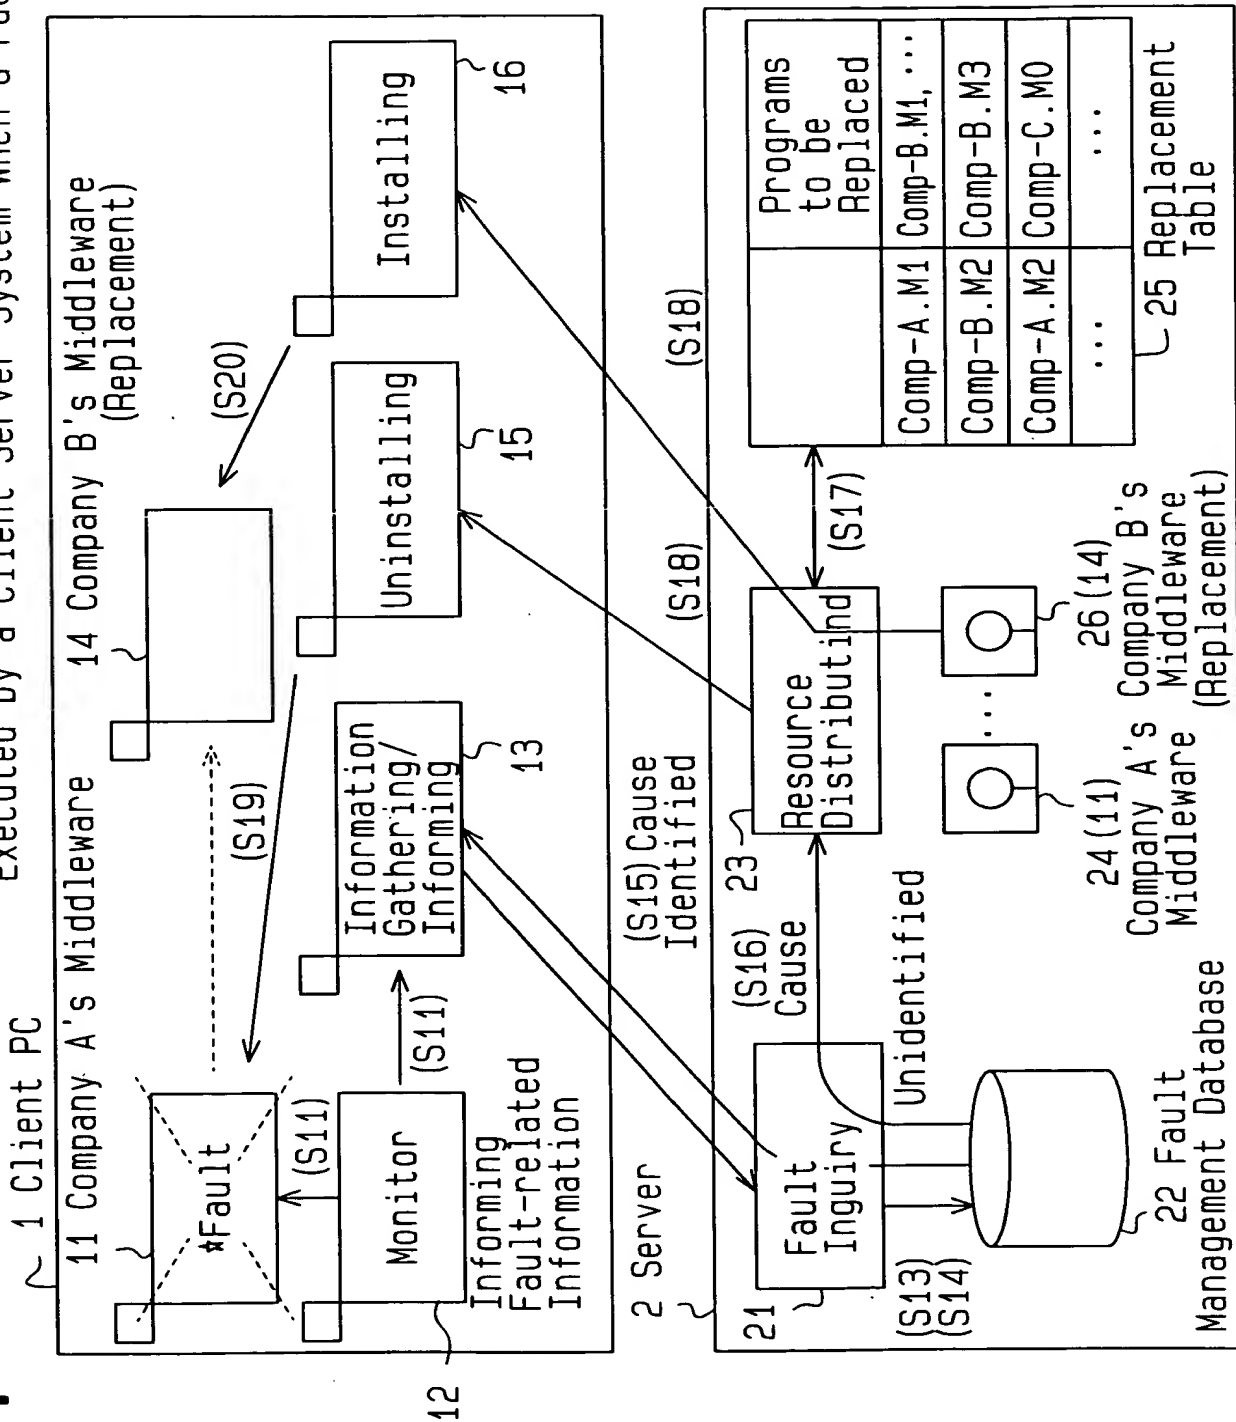 Executed by a Client Server System when a
1 Client PC
11 Company A's Middleware
14 Company B's Middleware
(Replacement)
☆Fault
(S11)
Monitor
12
Informing
Fault-related
Information
(S11)
(S19)
(S20)
Information
Gathering/
Informing
13
Uninstalling
15
Installing
16
2 Server
(S15)Cause
Identified
(S18)
(S18)
21
Fault
Inguiry
(S13)
(S14)
22 Fault
Management Database
(S16)
Cause
Unidentified
23
Resource
Distributind
(S17)
24(11)
Company A's
Middleware
....
26(14)
Company B's
Middleware
(Replacement)
Programs
to be
Replaced
Comp-A.M1 Comp-B.M1, ...
Comp-B.M2 Comp-B.M3
Comp-A.M2 Comp-C.M0
... ...
25 Replacement
Table